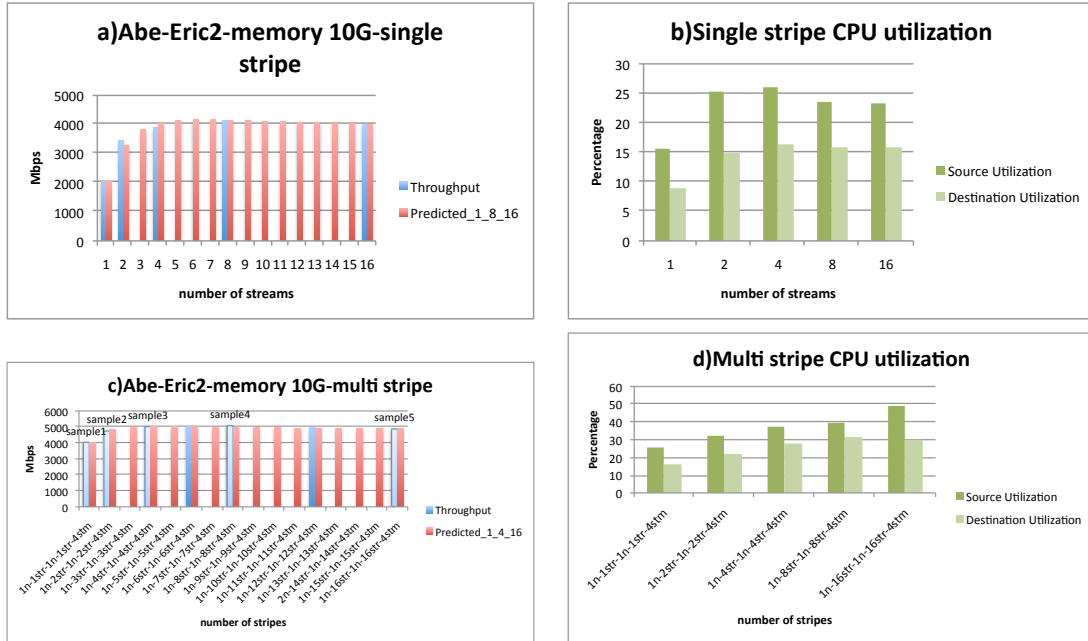 a)Abe-Eric2-memory 10G-single
stripe
5000
4000
3000
2000
1000
0
Mbps
1 2 3 4 5 6 7 8 9 10 11 12 13 14 15 16
number of streams
Throughput
Predicted_1_8_16
b)Single stripe CPU utilization
30
25
20
15
10
5
0
Percentage
1 2 4 8 16
number of streams
Source Utilization
Destination Utilization
c)Abe-Eric2-memory 10G-multi stripe
6000
5000
4000
3000
2000
1000
0
Mbps
sample1
sample2
sample3
sample4
sample5
1n-1str-1n-1str-4stm
1n-2str-1n-2str-4stm
1n-3str-1n-3str-4stm
1n-4str-1n-4str-4stm
1n-5str-1n-5str-4stm
1n-6str-1n-6str-4stm
1n-7str-1n-7str-4stm
1n-8str-1n-8str-4stm
1n-9str-1n-9str-4stm
1n-10str-1n-10str-4stm
1n-11str-1n-11str-4stm
1n-12str-1n-12str-4stm
1n-13str-1n-13str-4stm
2n-14str-1n-14str-4stm
1n-15str-1n-15str-4stm
1n-16str-1n-16str-4stm
number of stripes
Throughput
Predicted_1_4_16
d)Multi stripe CPU utilization
60
50
40
30
20
10
0
Percentage
1n-1str-1n-1str-4stm
1n-2str-1n-2str-4stm
1n-4str-1n-4str-4stm
1n-8str-1n-8str-4stm
1n-16str-1n-16str-4stm
number of stripes
Source Utilization
Destination Utilization